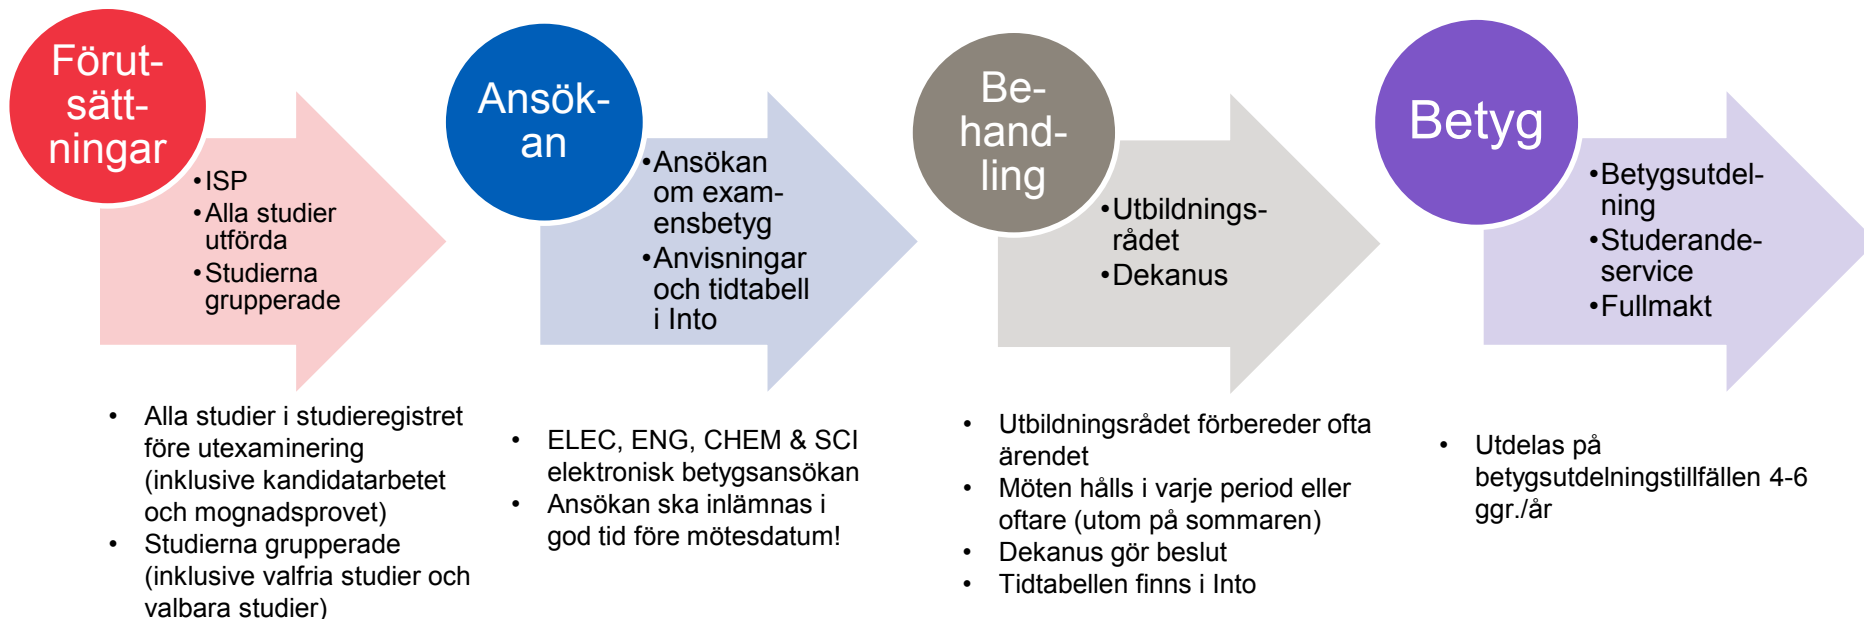 Förut-
sätt-
ningar
•ISP
•Alla studier
utförda
•Studierna
grupperade
• Alla studier i studieregistret
före utexaminering
(inklusive kandidatarbetet
och mognadsprovet)
• Studierna grupperade
(inklusive valfria studier och
valbara studier)
Ansök-
an
•Ansökan
om exam-
ensbetyg
•Anvisningar
och tidtabell
i Into
• ELEC, ENG, CHEM & SCI
elektronisk betygsansökan
• Ansökan ska inlämnas i
god tid före mötesdatum!
Be-
hand-
ling
•Utbildnings-
rådet
•Dekanus
• Utbildningsrådet förbereder ofta
ärendet
• Möten hålls i varje period eller
oftare (utom på sommaren)
• Dekanus gör beslut
• Tidtabellen finns i Into
Betyg
•Betygsutdel-
ning
•Studerande-
service
•Fullmakt
• Utdelas på
betygsutdelningstillfällen 4-6
ggr./år